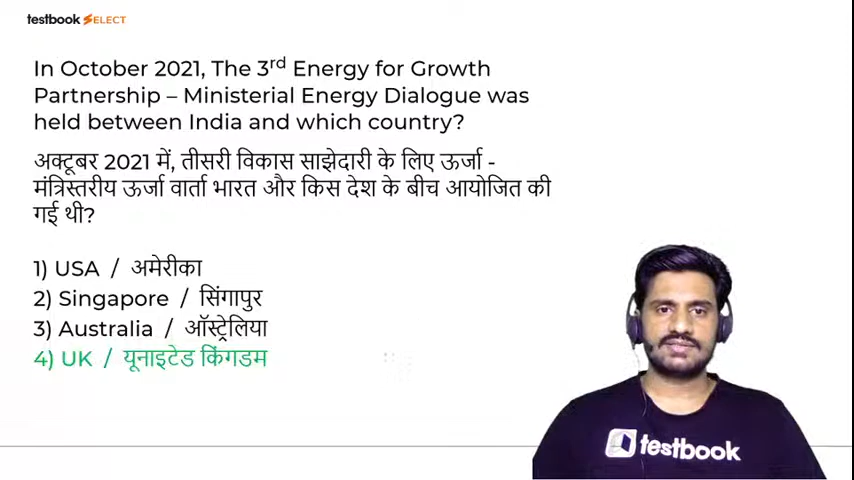 testbook SELECT
In October 2021, The 3rd Energy for Growth
Partnership – Ministerial Energy Dialogue was
held between India and which country?
अक्टूबर 2021 में, तीसरी विकास साझेदारी के लिए ऊर्जा -
मंत्रिस्तरीय ऊर्जा वार्ता भारत और किस देश के बीच आयोजित की
गई थी?
1) USA / अमेरीका
2) Singapore / सिंगापुर
3) Australia / ऑस्ट्रेलिया
4) UK / यूनाइटेड किंगडम
testbook